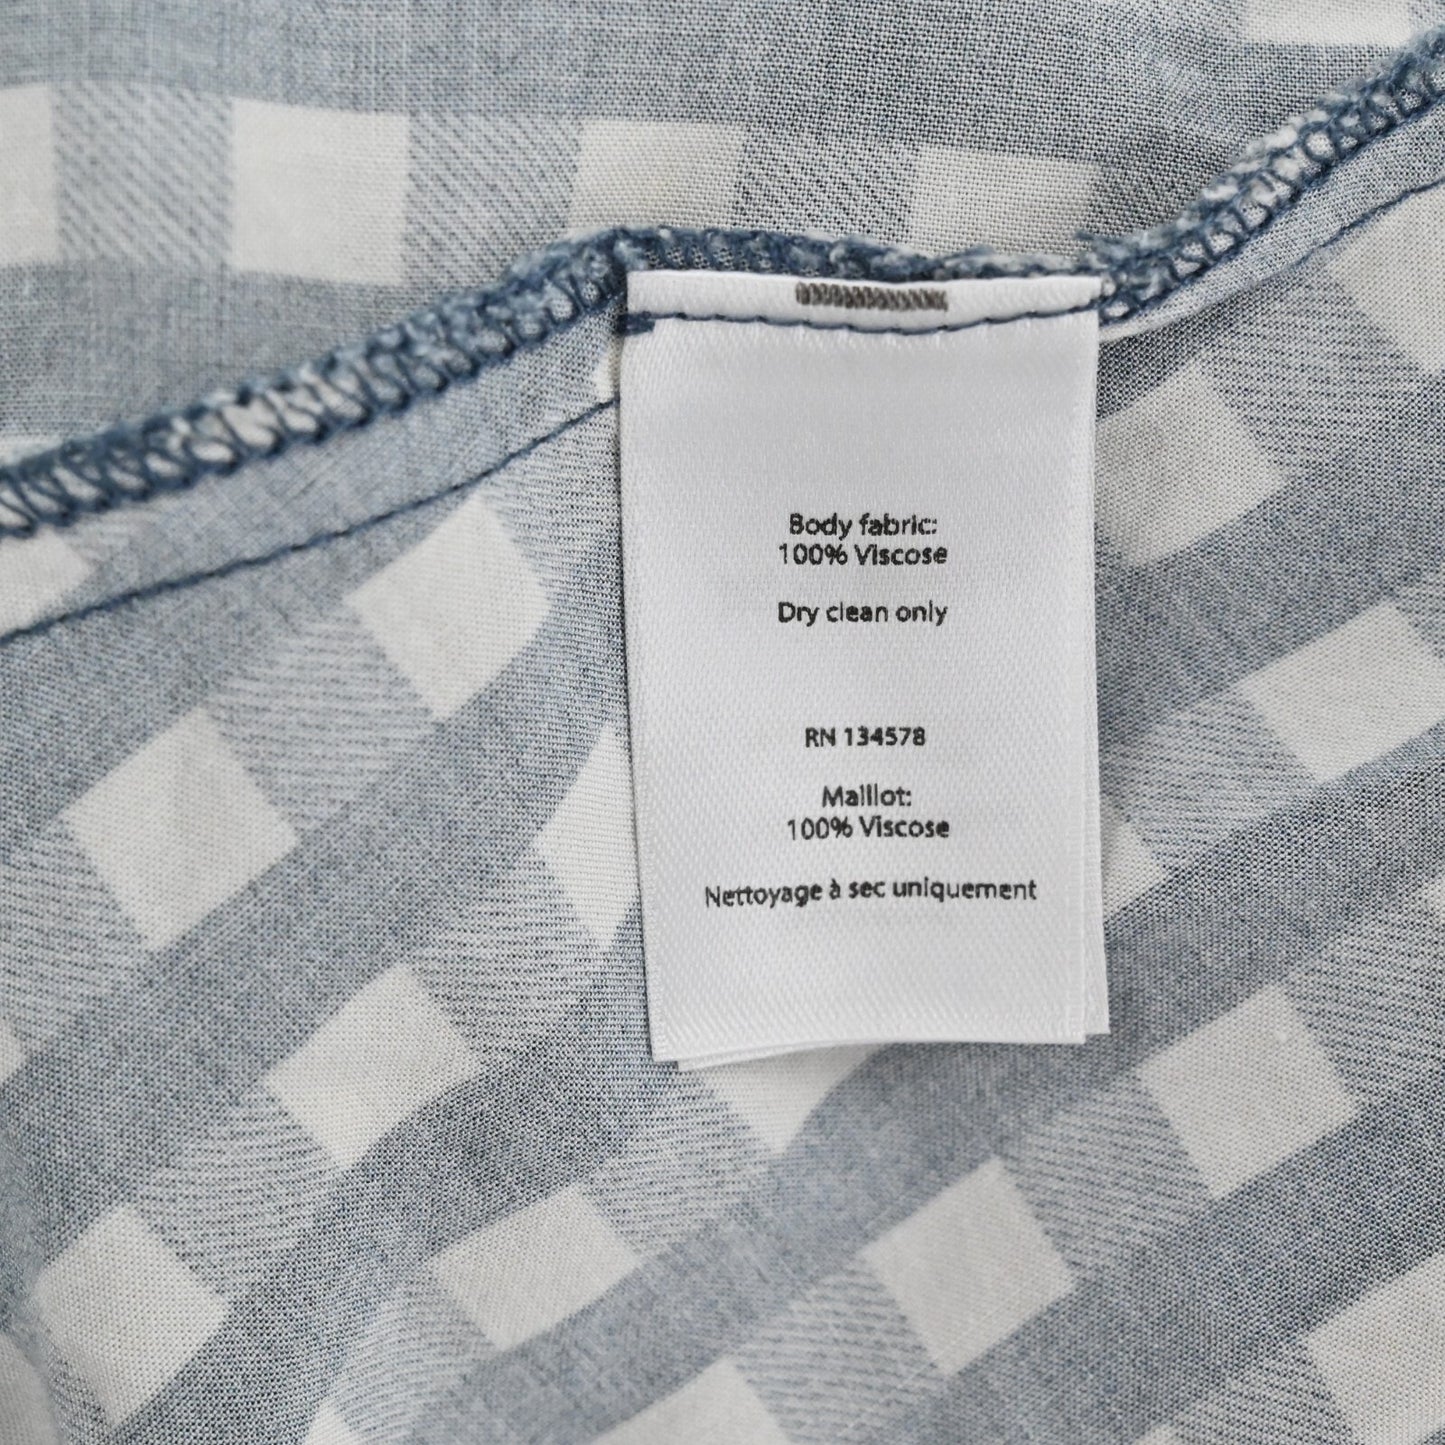 Body fabric:
100% Viscose
Dry clean only
RN 134578
Maillot:
100% Viscose
Nettoyage à sec uniquement